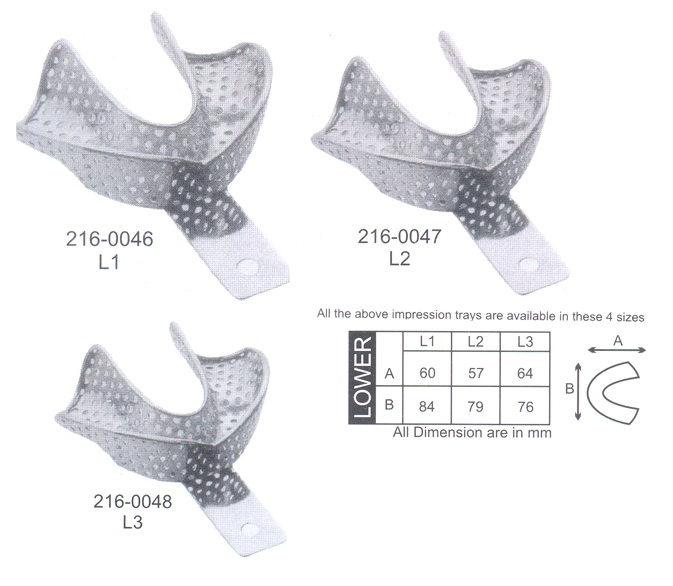 216-0046
L1
216-0047
L2
All the above impression trays are available in these 4 sizes
LOWER
L1 L2 L3
A 60 57 64
B 84 79 76
A
B
All Dimension are in mm
216-0048
L3